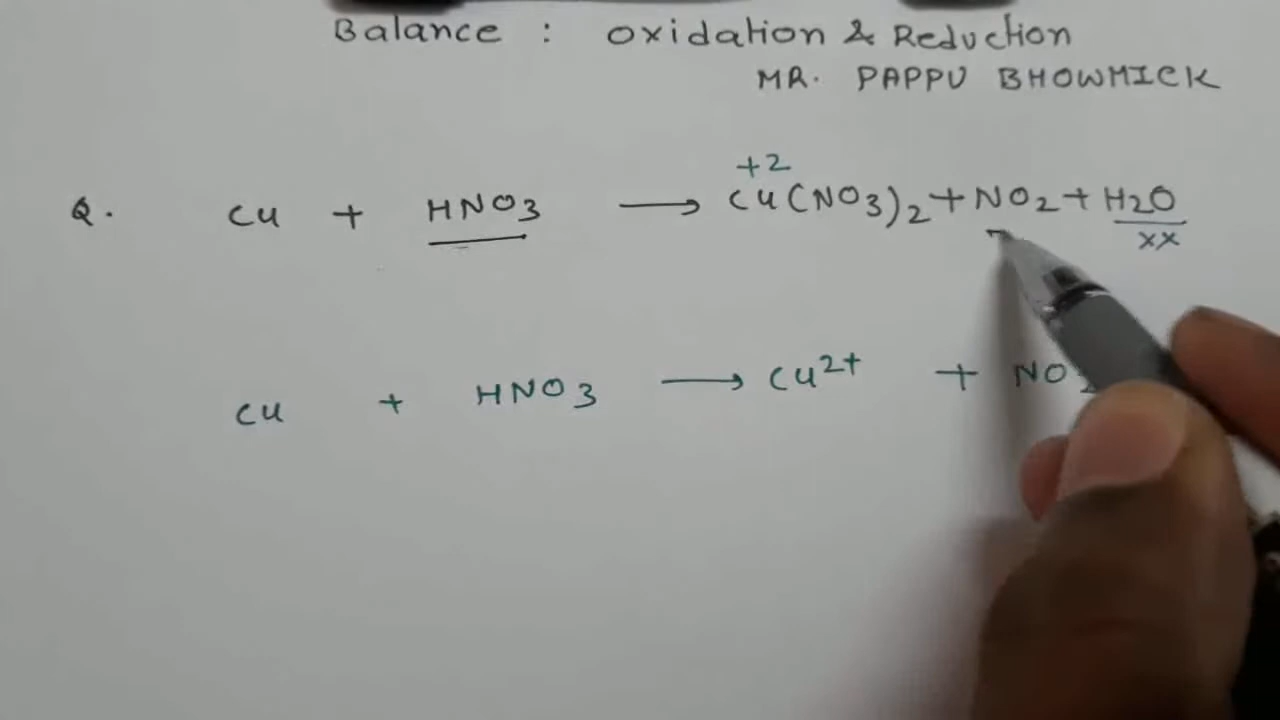 Balance : Oxidation & Reduction
MR. PAPPU BHOWMICK
+2
Q. Cu + HNO3 → Cu(NO3)2 + NO2 + H2O
xx
Cu + HNO3 → Cu2+ + NO